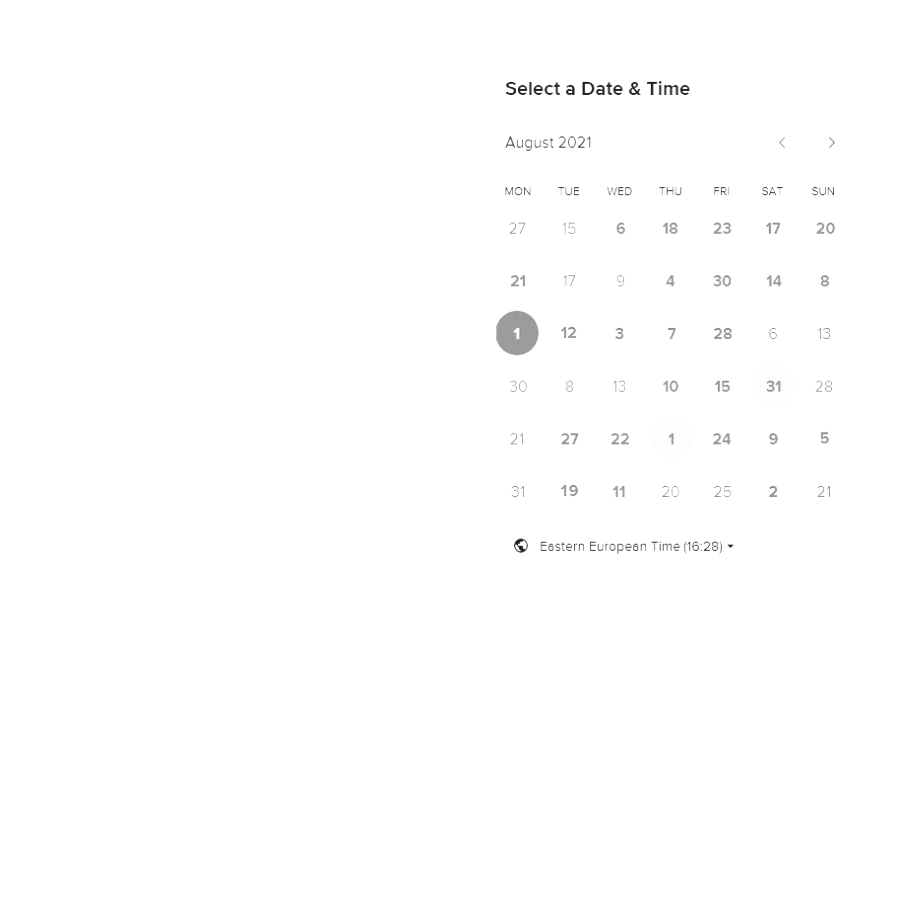 Select a Date & Time
August 2021
MON TUE WED THU FRI SAT SUN
27 15 6 18 23 17 20
21 17 9 4 30 14 8
1 12 3 7 28 6 13
30 8 13 10 15 31 28
21 27 22 1 24 9 5
31 19 11 20 25 2 21
Eastern European Time (16:28)